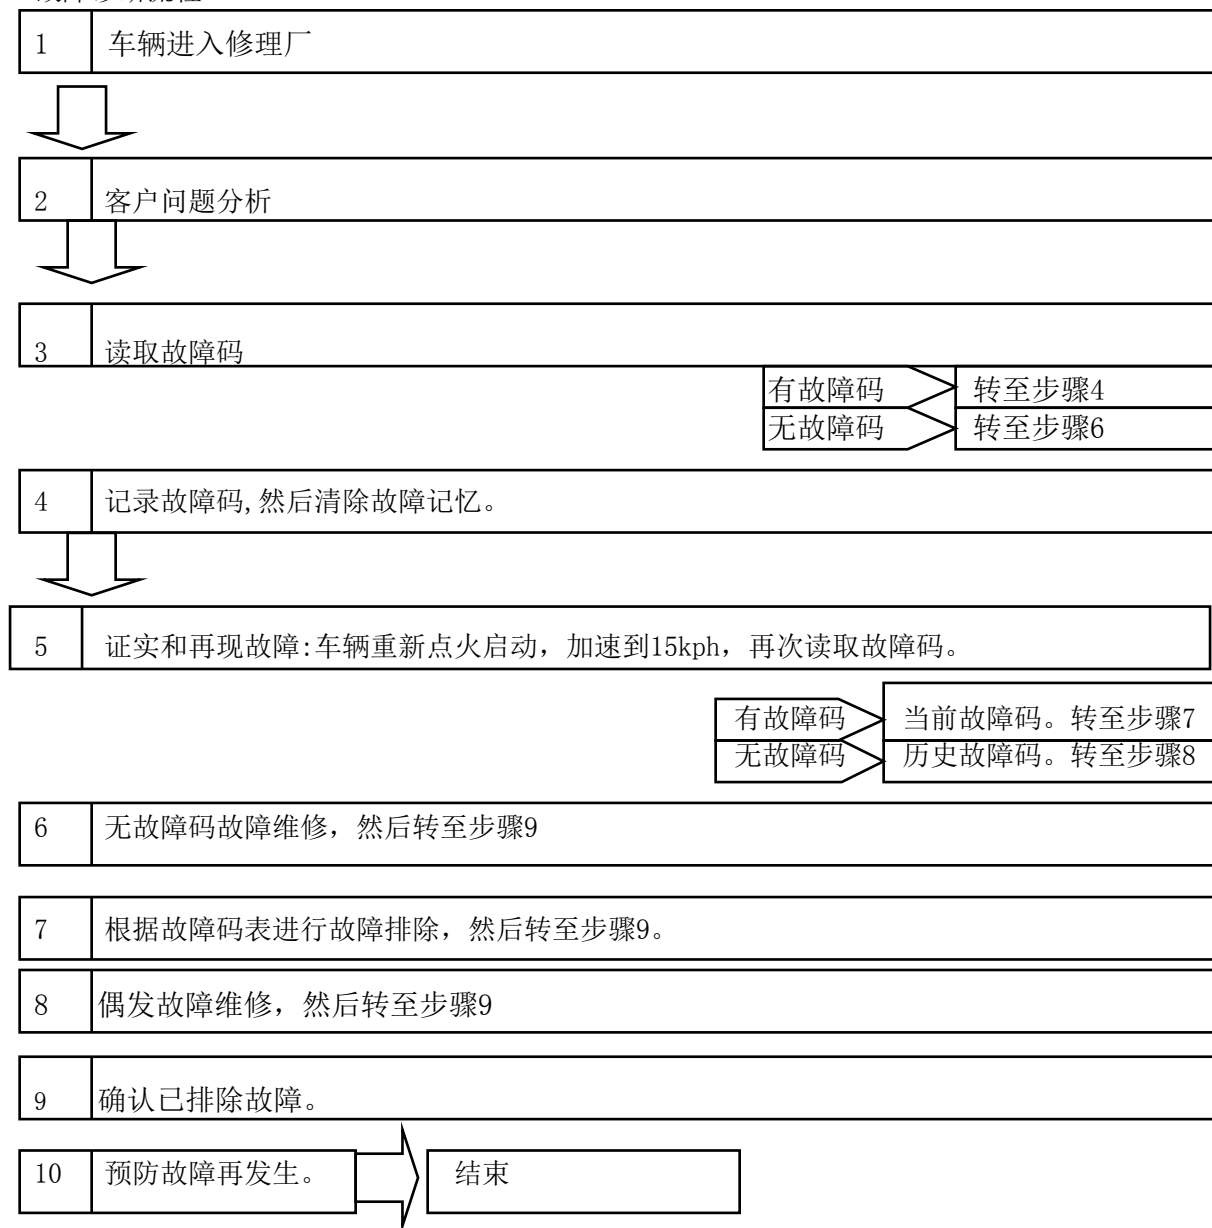 1 车辆进入修理厂
2 客户问题分析
3 读取故障码
有故障码 转至步骤4
无故障码 转至步骤6
4 记录故障码,然后清除故障记忆。
5 证实和再现故障:车辆重新点火启动，加速到15kph，再次读取故障码。
有故障码 当前故障码。转至步骤7
无故障码 历史故障码。转至步骤8
6 无故障码故障维修，然后转至步骤9
7 根据故障码表进行故障排除，然后转至步骤9。
8 偶发故障维修，然后转至步骤9
9 确认已排除故障。
10 预防故障再发生。 结束